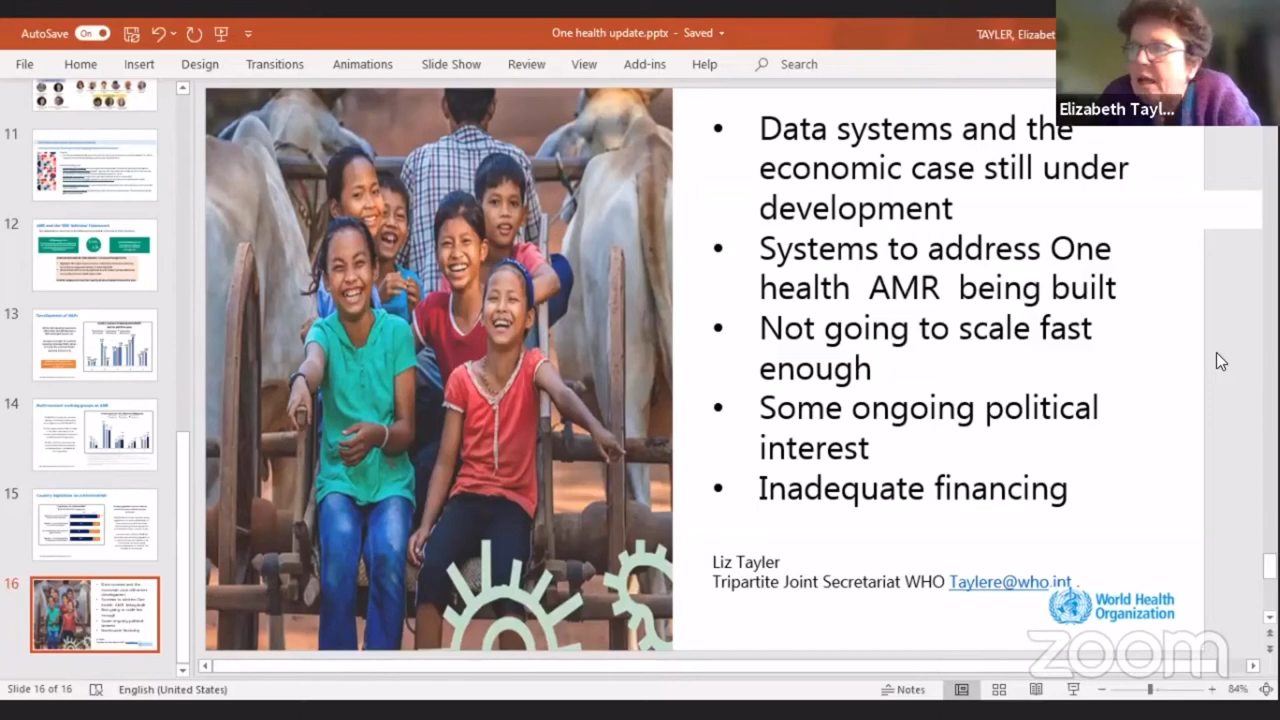 AutoSave
On
One health update.pptx - Saved
TAYLER, Elizabet
File Home Insert Design Transitions Animations Slide Show Review View Add-ins Help Search
Elizabeth Tayl...
11
12
13
14
15
16
• Data systems and the
economic case still under
development
• Systems to address One
health AMR being built
• Not going to scale fast
enough
• Some ongoing political
interest
• Inadequate financing
Liz Tayler
Tripartite Joint Secretariat WHO Taylere@who.int .
World Health
Organization
zoom
Slide 16 of 16 English (United States) Notes 84%